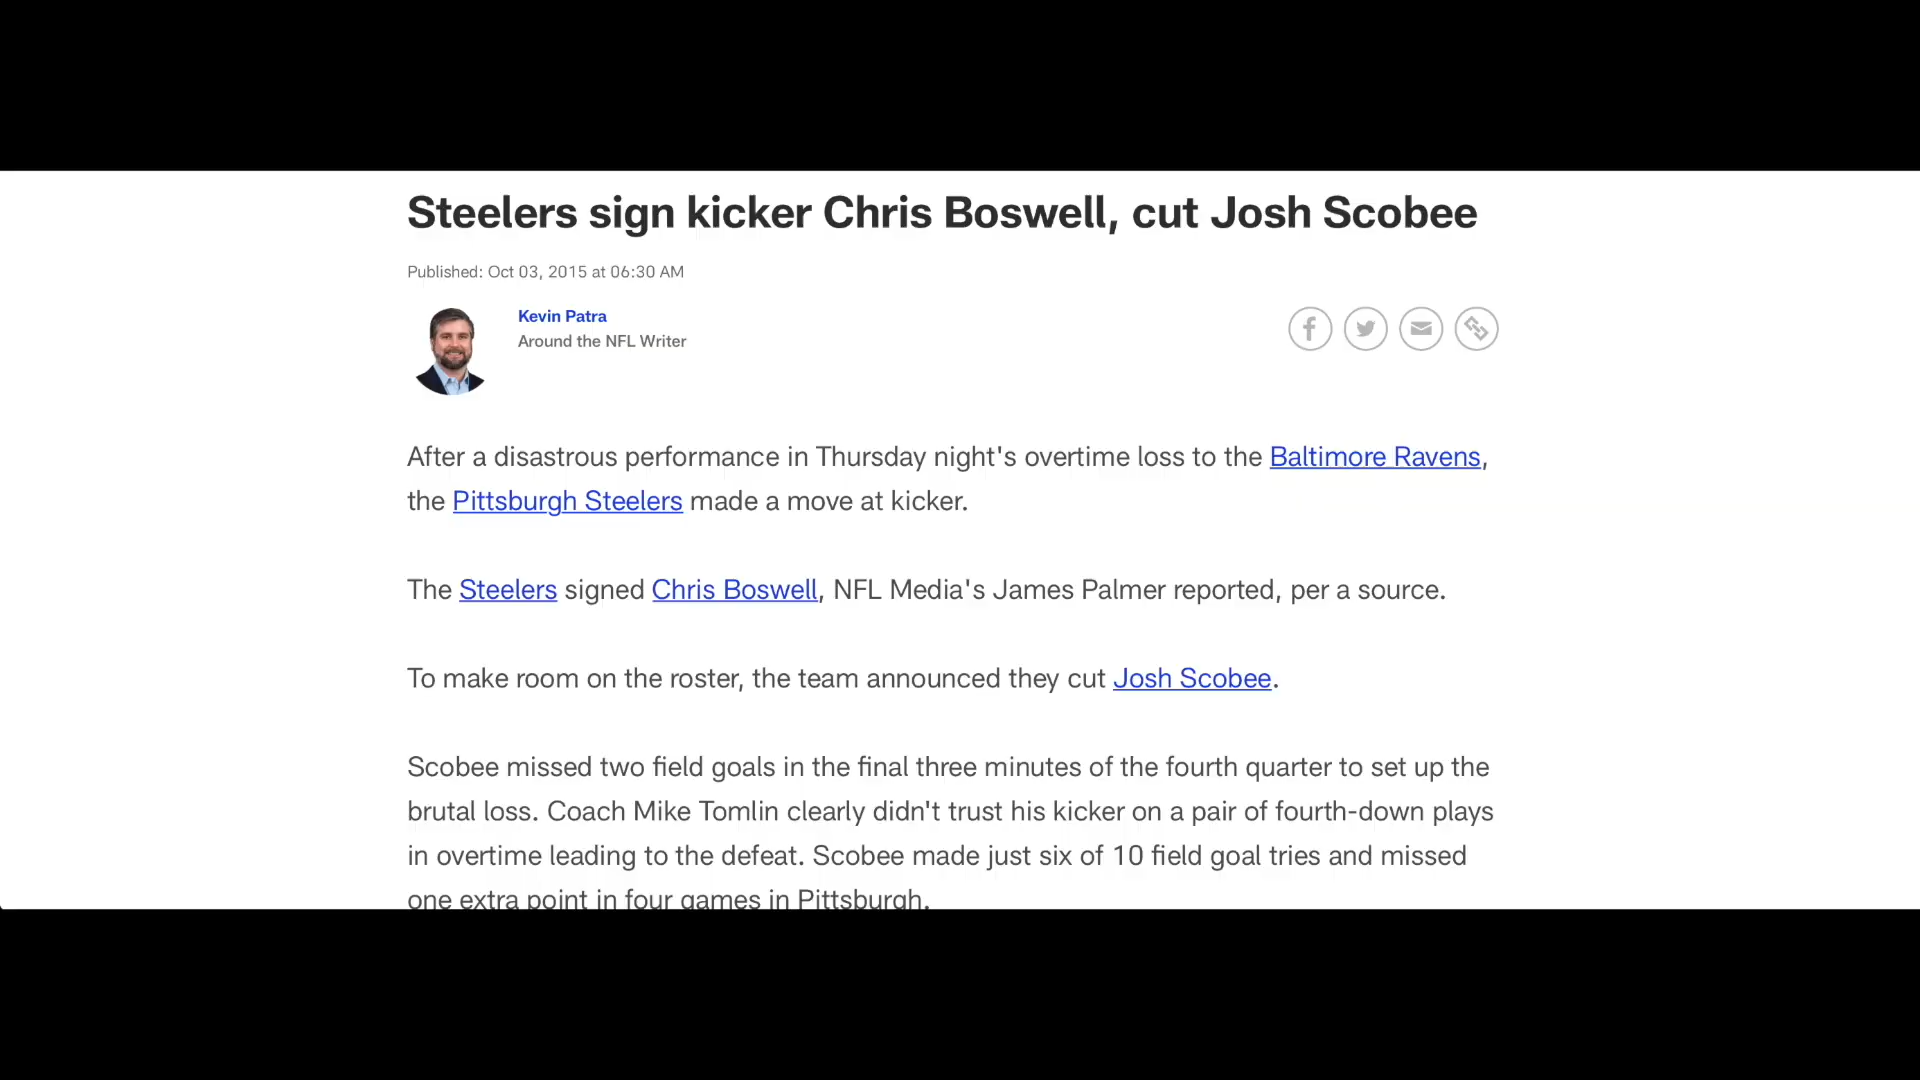 Steelers sign kicker Chris Boswell, cut Josh Scobee
Published: Oct 03, 2015 at 06:30 AM
Kevin Patra
Around the NFL Writer
After a disastrous performance in Thursday night's overtime loss to the Baltimore Ravens,
the Pittsburgh Steelers made a move at kicker.
The Steelers signed Chris Boswell, NFL Media's James Palmer reported, per a source.
To make room on the roster, the team announced they cut Josh Scobee.
Scobee missed two field goals in the final three minutes of the fourth quarter to set up the
brutal loss. Coach Mike Tomlin clearly didn't trust his kicker on a pair of fourth-down plays
in overtime leading to the defeat. Scobee made just six of 10 field goal tries and missed
one extra point in four games in Pittsburgh.